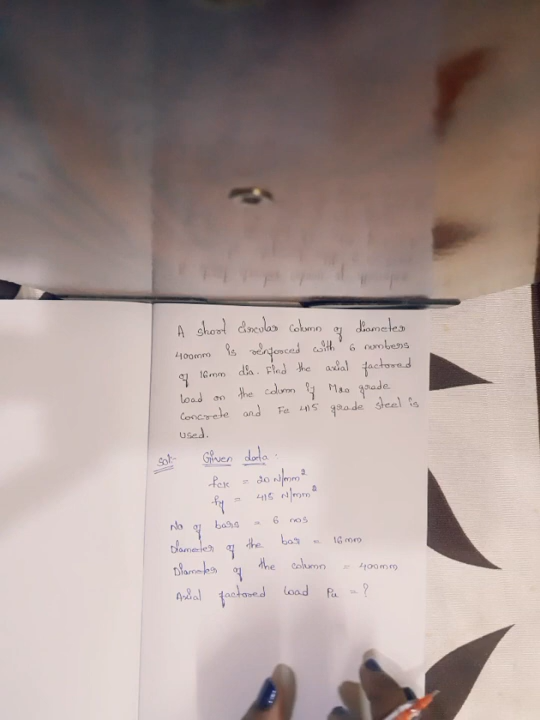 A short circular column of diameter
400mm is reinforced with 6 numbers
of 16mm dia. Find the axial factored
load on the column if M20 grade
concrete and Fe 415 grade steel is
used.
Sol:- Given data.
fck = 20 N/mm²
fy = 415 N/mm²
No of bars = 6 nos
Diameter of the bar = 16mm
Diameter of the column = 400mm
Axial factored load Pu = ?